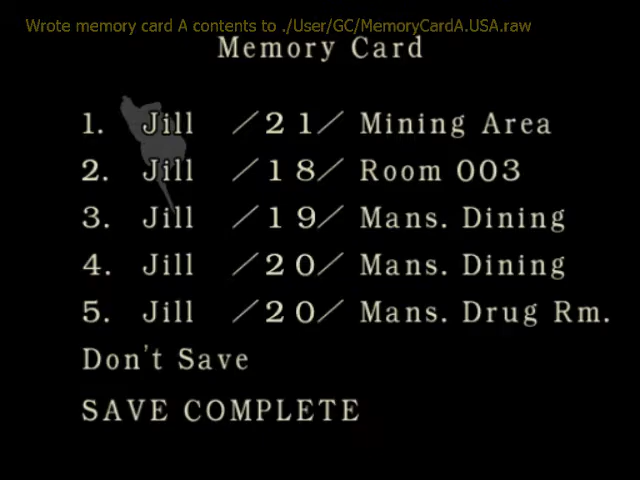 Wrote memory card A contents to ./User/GC/MemoryCardA.USA.raw
Memory Card
1. Jill /21/ Mining Area
2. Jill /18/ Room 003
3. Jill /19/ Mans. Dining
4. Jill /20/ Mans. Dining
5. Jill /20/ Mans. Drug Rm.
Don't Save
SAVE COMPLETE